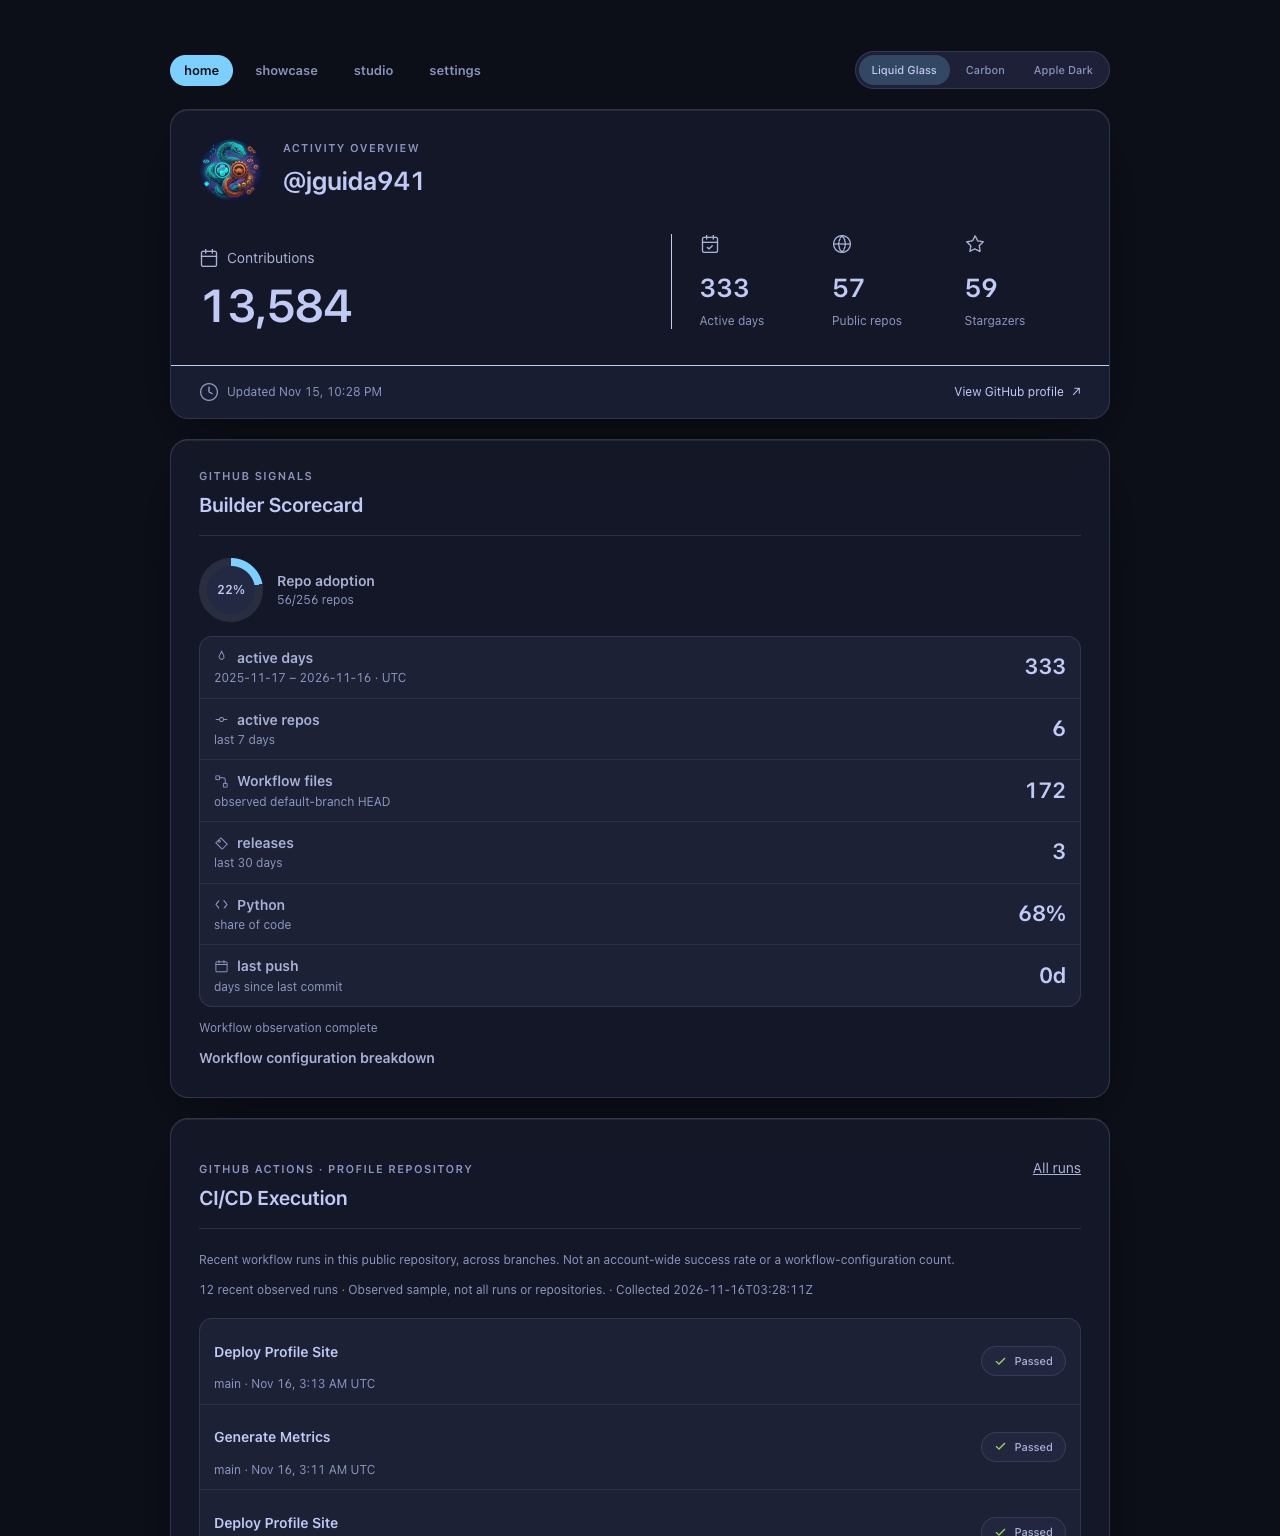 home
showcase
studio
settings
Liquid Glass
Carbon
Apple Dark
ACTIVITY OVERVIEW
@jguida941
Contributions
13,584
333
Active days
57
Public repos
59
Stargazers
Updated Nov 15, 10:28 PM
View GitHub profile ↗
GITHUB SIGNALS
Builder Scorecard
22%
Repo adoption
56/256 repos
active days
2025-11-17 – 2026-11-16 · UTC
333
active repos
last 7 days
6
Workflow files
observed default-branch HEAD
172
releases
last 30 days
3
Python
share of code
68%
last push
days since last commit
0d
Workflow observation complete
Workflow configuration breakdown
GITHUB ACTIONS · PROFILE REPOSITORY
CI/CD Execution
All runs
Recent workflow runs in this public repository, across branches. Not an account-wide success rate or a workflow-configuration count.
12 recent observed runs · Observed sample, not all runs or repositories. · Collected 2026-11-16T03:28:11Z
Deploy Profile Site
main · Nov 16, 3:13 AM UTC
Passed
Generate Metrics
main · Nov 16, 3:11 AM UTC
Passed
Deploy Profile Site
Passed